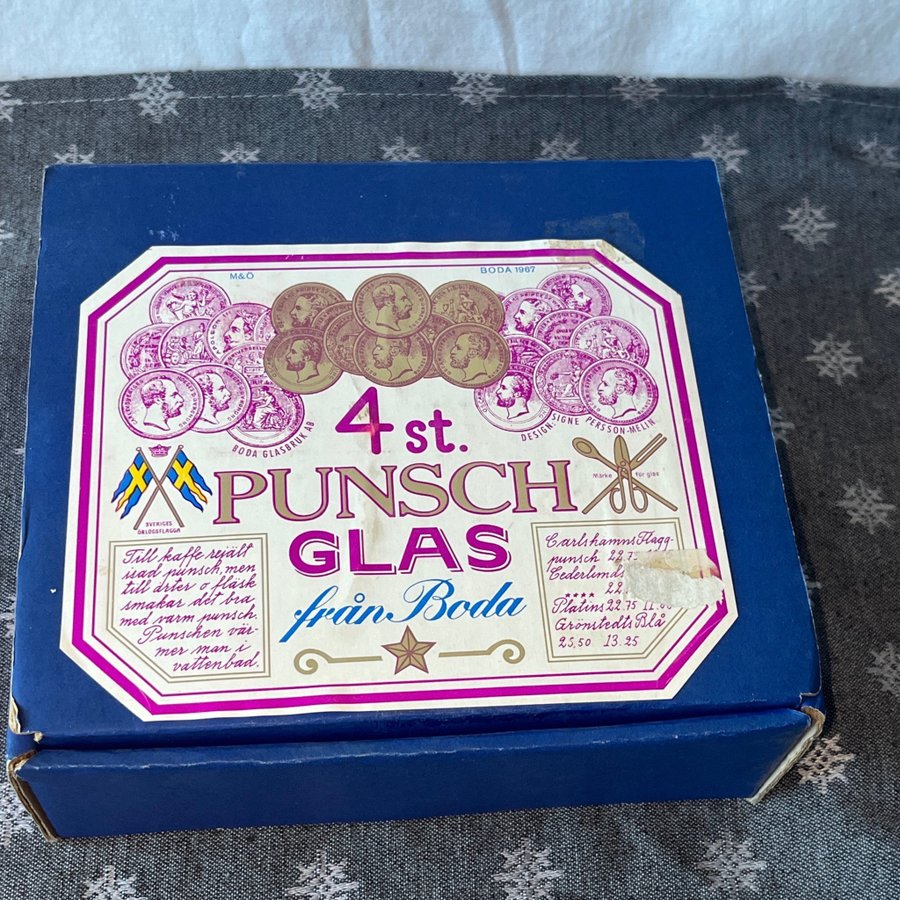 M&Ö
BODA 1967
BODA GLASBRUK AB
DESIGN: SIGNE PERSSON-MELIN
4 st.
PUNSCH
GLAS
från Boda
SVERIGES
ÖRLOGSFLAGGA
Märke för glas
Till kaffe rejält
isad punsch, men
till ärter o fläsk
smakar det bra
med varm punsch.
Punschen vär-
mer man i
vattenbad.
Carlshamns Flagg-
punsch 22.75
Cederlunds
****
Platins 22.75
Grönstedts Blå
25,50 13.25